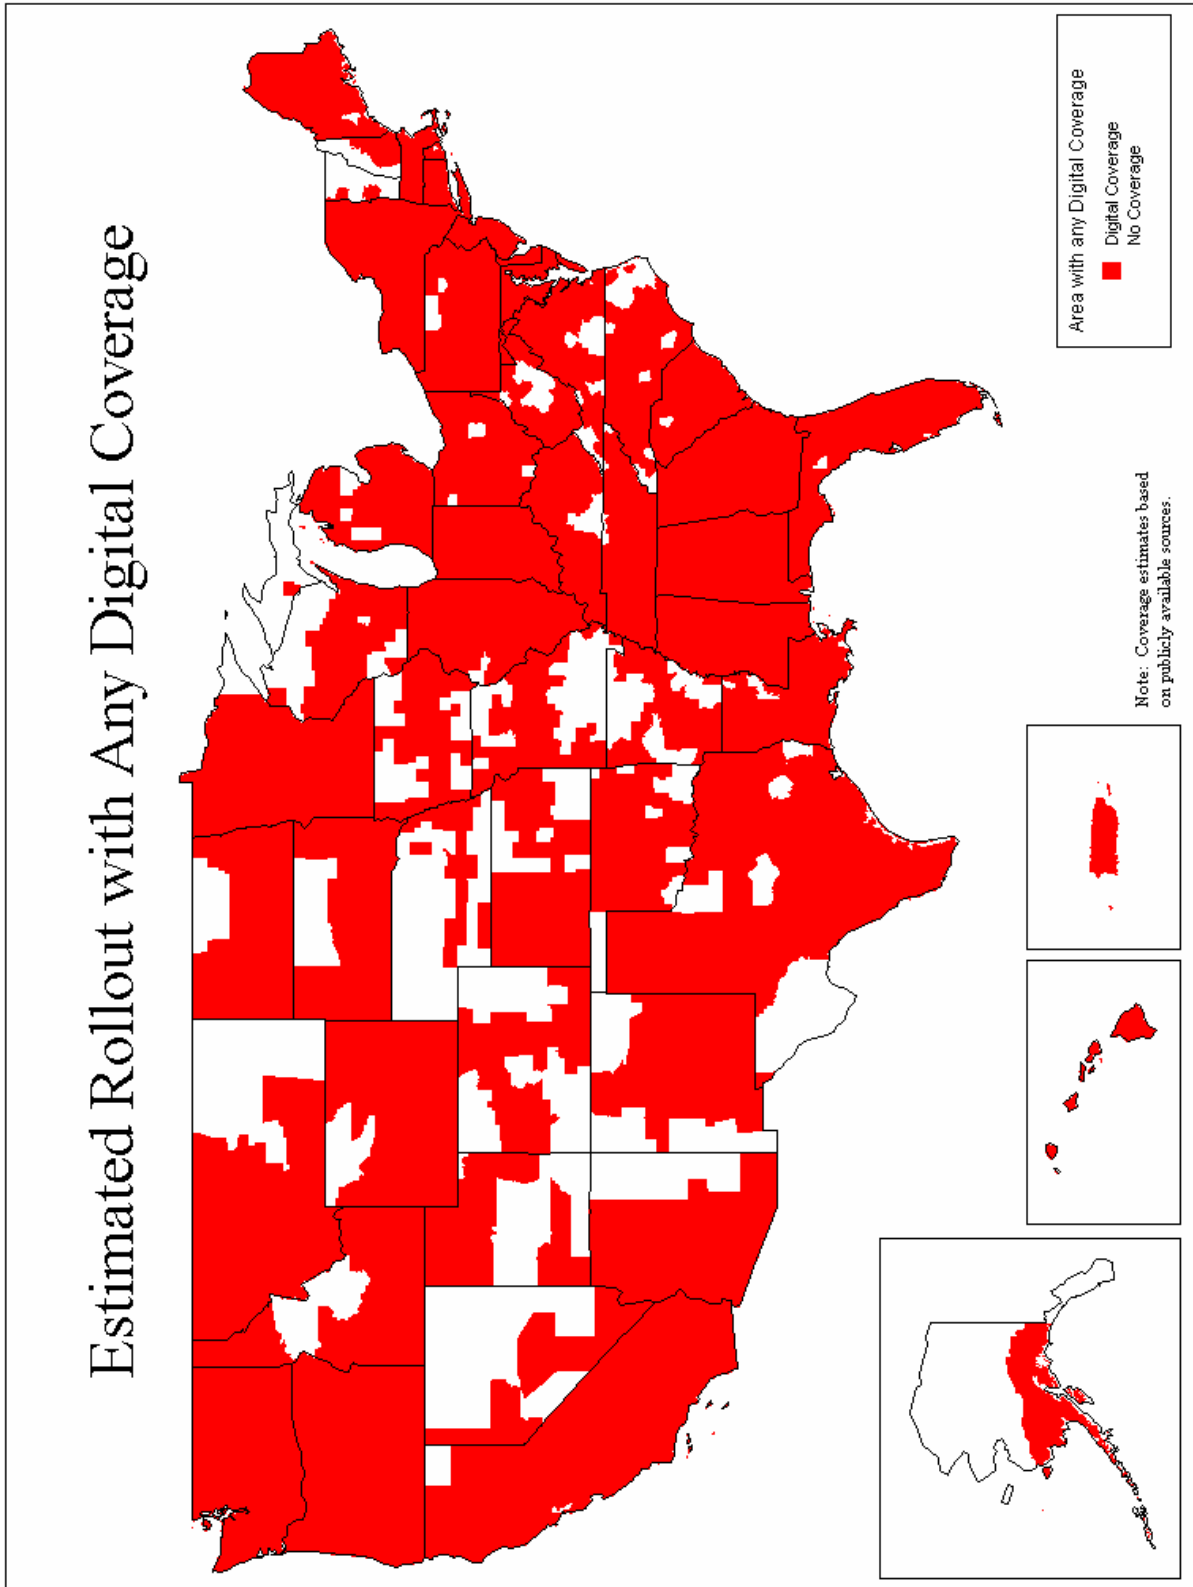 Estimated Rollout with Any Digital Coverage
Area with any Digital Coverage
Digital Coverage
No Coverage
Note: Coverage estimates based
on publicly available sources.